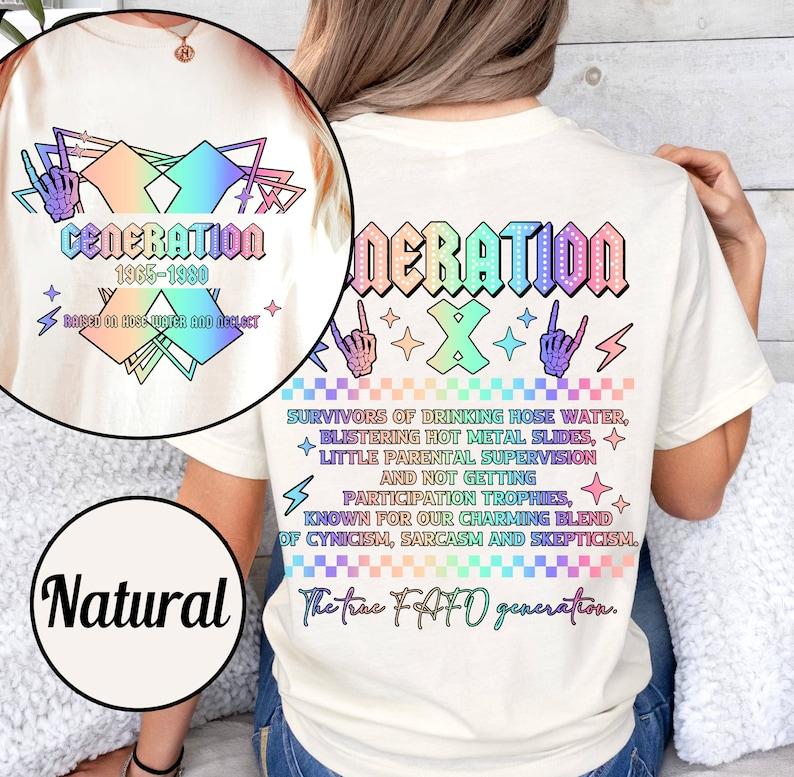 GENERATION
1965-1980
RAISED ON HOSE WATER AND NEGLECT
NERATION
X
SURVIVORS OF DRINKING HOSE WATER,
BLISTERING HOT METAL SLIDES,
LITTLE PARENTAL SUPERVISION
AND NOT GETTING
PARTICIPATION TROPHIES,
KNOWN FOR OUR CHARMING BLEND
OF CYNICISM, SARCASM AND SKEPTICISM.
The true FAFO generation.
Natural